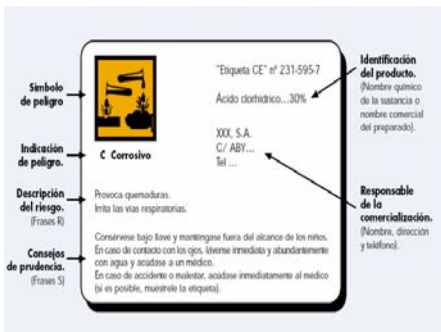 Símbolo
de peligro
Indicación
de peligro.
Descripción
del riesgo.
(Frases R)
Consejos
de prudencia.
(Frases S)
C Corrosivo
"Etiqueta CE" nº 231-595-7
Ácido clorhídrico...30%
XXX, S.A.
C/ ABY...
Tel ...
Provoca quemaduras.
Irrita las vías respiratorias.
Consérvese bajo llave y manténgase fuera del alcance de los niños.
En caso de contacto con los ojos, lávense inmediata y abundantemente
con agua y acúdase a un médico.
En caso de accidente o malestar, acúdase inmediatamente al médico
(si es posible, muéstrele la etiqueta).
Identificación
del producto.
(Nombre químico
de la sustancia o
nombre comercial
del preparado).
Responsable
de la
comercialización.
(Nombre, dirección
y teléfono).